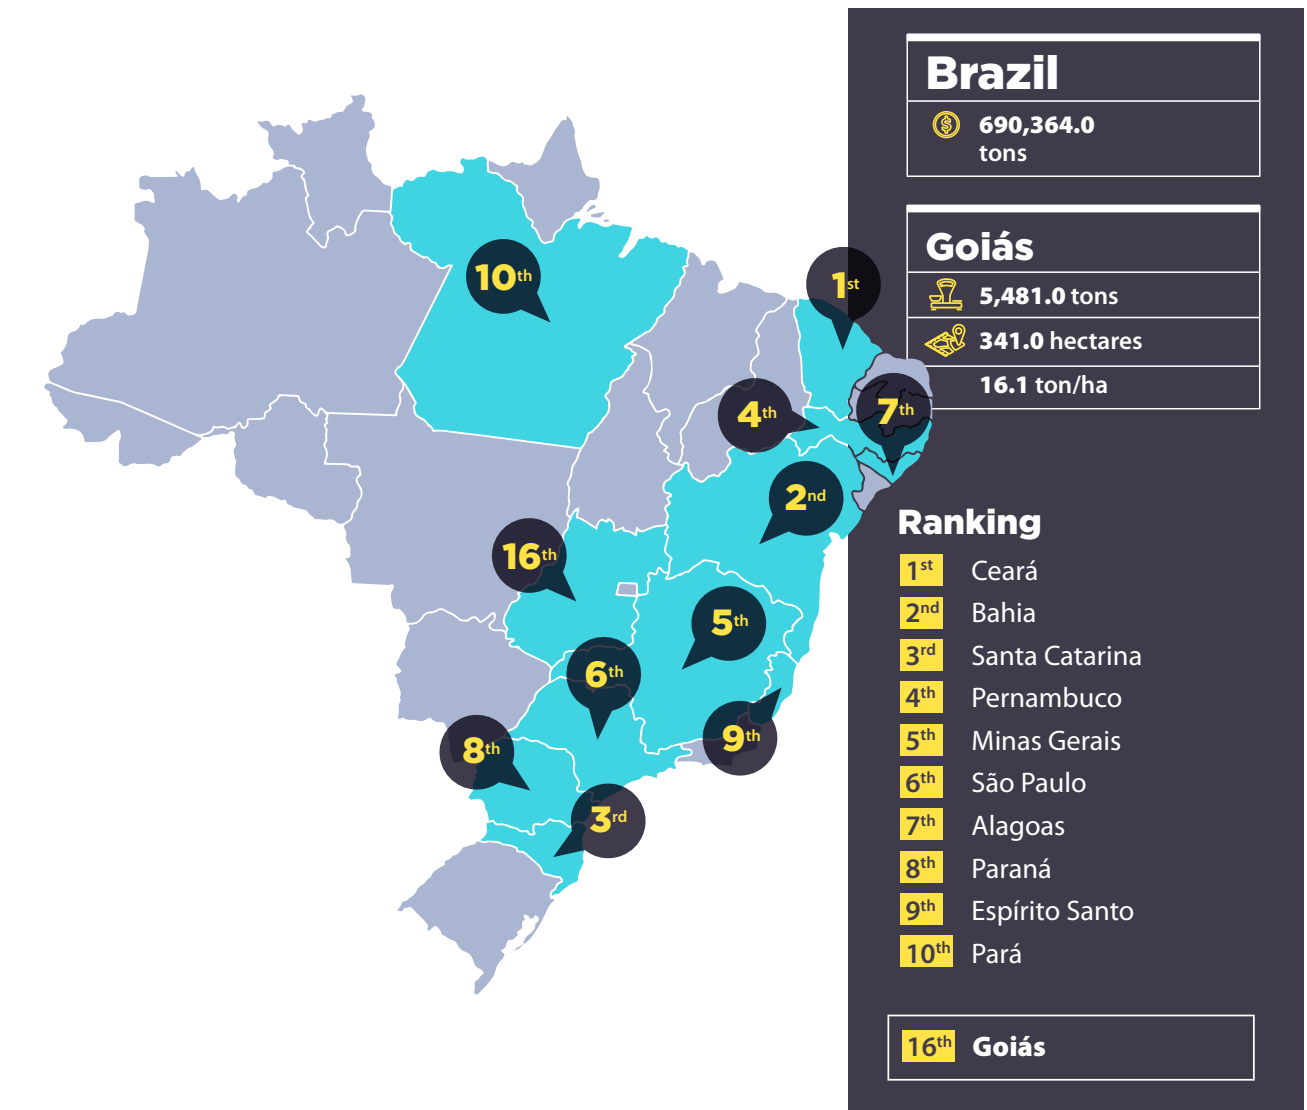 10th
1st
4th
7th
2nd
16th
5th
6th
9th
8th
3rd
Brazil
690,364.0
tons
Goiás
5,481.0 tons
341.0 hectares
16.1 ton/ha
Ranking
1st Ceará
2nd Bahia
3rd Santa Catarina
4th Pernambuco
5th Minas Gerais
6th São Paulo
7th Alagoas
8th Paraná
9th Espírito Santo
10th Pará
16th Goiás